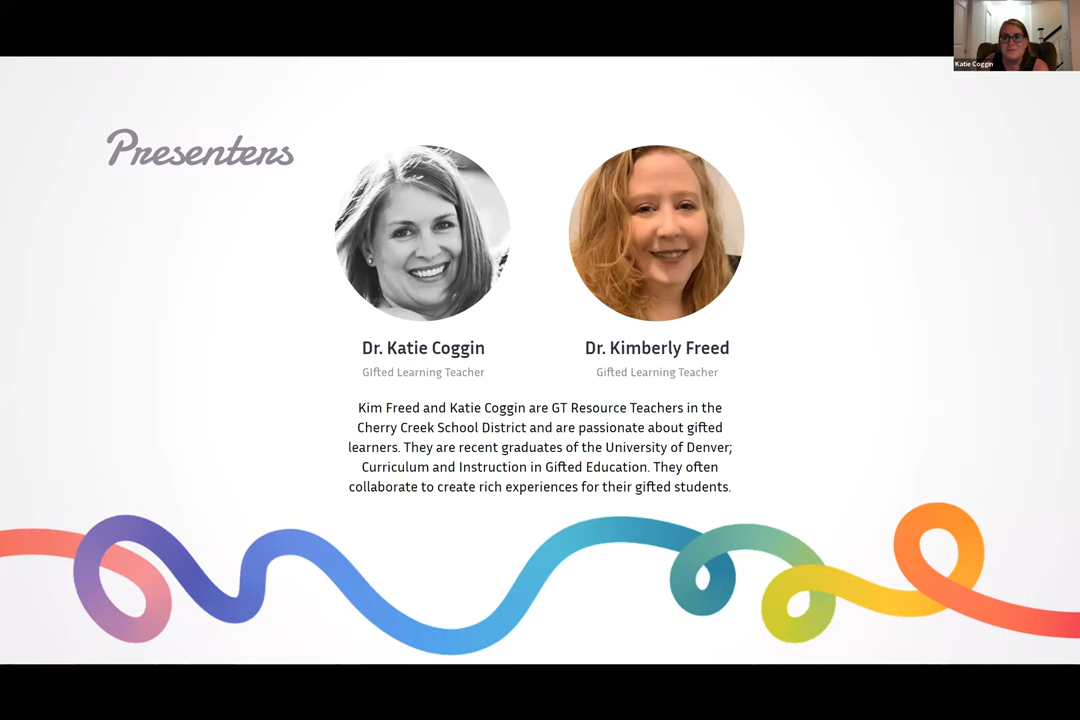 Katie Coggin
Presenters
Dr. Katie Coggin
GIfted Learning Teacher
Dr. Kimberly Freed
Gifted Learning Teacher
Kim Freed and Katie Coggin are GT Resource Teachers in the
Cherry Creek School District and are passionate about gifted
learners. They are recent graduates of the University of Denver;
Curriculum and Instruction in Gifted Education. They often
collaborate to create rich experiences for their gifted students.